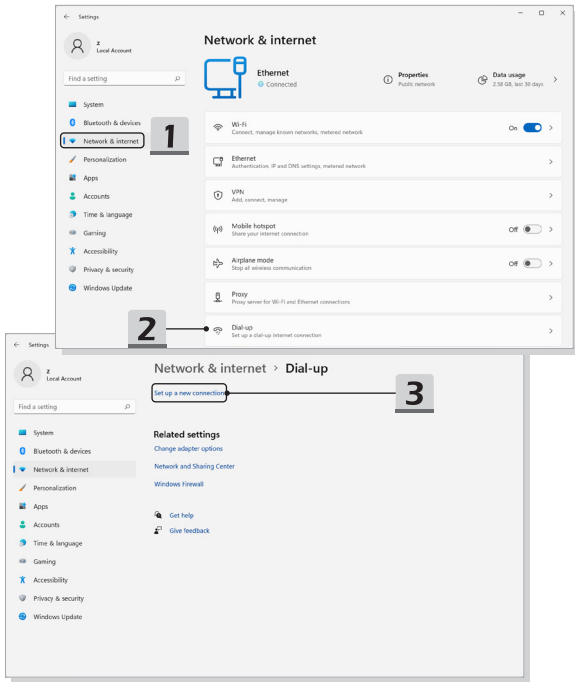 Settings
z
Local Account
Find a setting
System
Bluetooth & devices
Network & internet
Personalization
Apps
Accounts
Time & language
Gaming
Accessibility
Privacy & security
Windows Update
1
Network & internet
Ethernet
Connected
Properties
Public network
Data usage
2.58 GB, last 30 days
Wi-Fi
Connect, manage known networks, metered network
On
Ethernet
Authentication, IP and DNS settings, metered network
VPN
Add, connect, manage
Mobile hotspot
Share your internet connection
Off
Airplane mode
Stop all wireless communication
Off
Proxy
Proxy server for Wi-Fi and Ethernet connections
Dial-up
Set up a dial-up internet connection
2
Settings
z
Local Account
Find a setting
System
Bluetooth & devices
Network & internet
Personalization
Apps
Accounts
Time & language
Gaming
Accessibility
Privacy & security
Windows Update
Network & internet > Dial-up
Set up a new connection
3
Related settings
Change adapter options
Network and Sharing Center
Windows Firewall
Get help
Give feedback